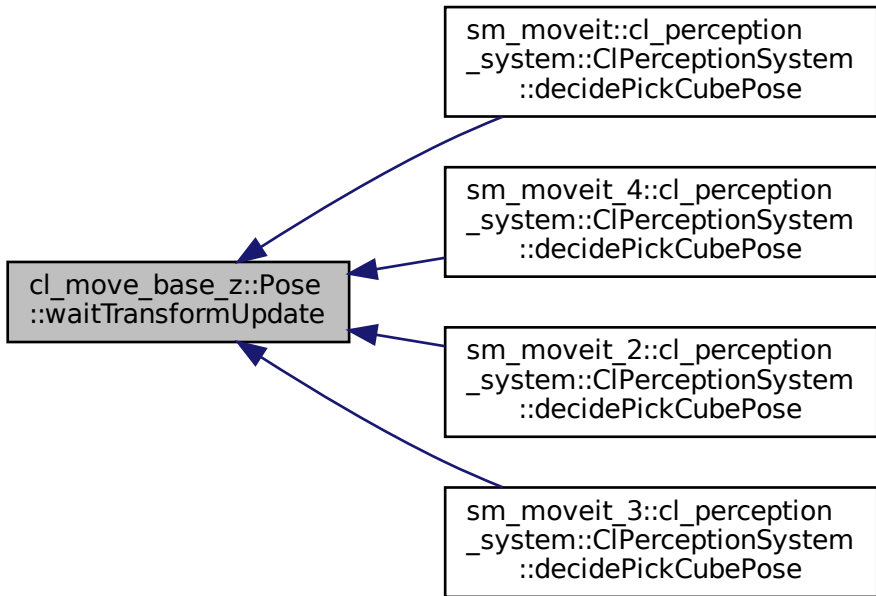 cl_move_base_z::Pose
::waitTransformUpdate
sm_moveit::cl_perception
_system::ClPerceptionSystem
::decidePickCubePose
sm_moveit_4::cl_perception
_system::ClPerceptionSystem
::decidePickCubePose
sm_moveit_2::cl_perception
_system::ClPerceptionSystem
::decidePickCubePose
sm_moveit_3::cl_perception
_system::ClPerceptionSystem
::decidePickCubePose